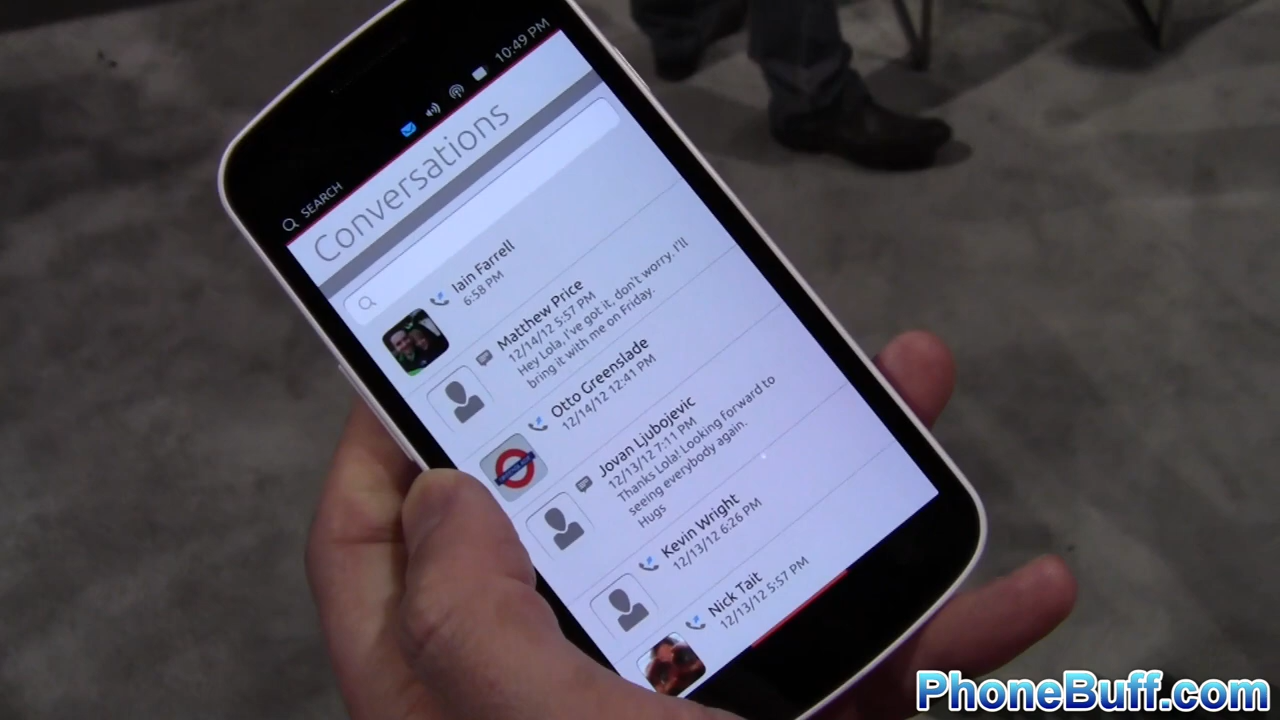 10:49 PM
SEARCH
Conversations
Iain Farrell
6:58 PM
Matthew Price
12/14/12 5:57 PM
Hey Lola, I've got it, don't worry. I'll
bring it with me on Friday.
Otto Greenslade
12/14/12 12:41 PM
Jovan Ljubojevic
12/13/12 7:11 PM
Thanks Lola! Looking forward to
seeing everybody again.
Hugs
Kevin Wright
12/13/12 6:26 PM
Nick Tait
12/13/12 5:57 PM
PhoneBuff.com